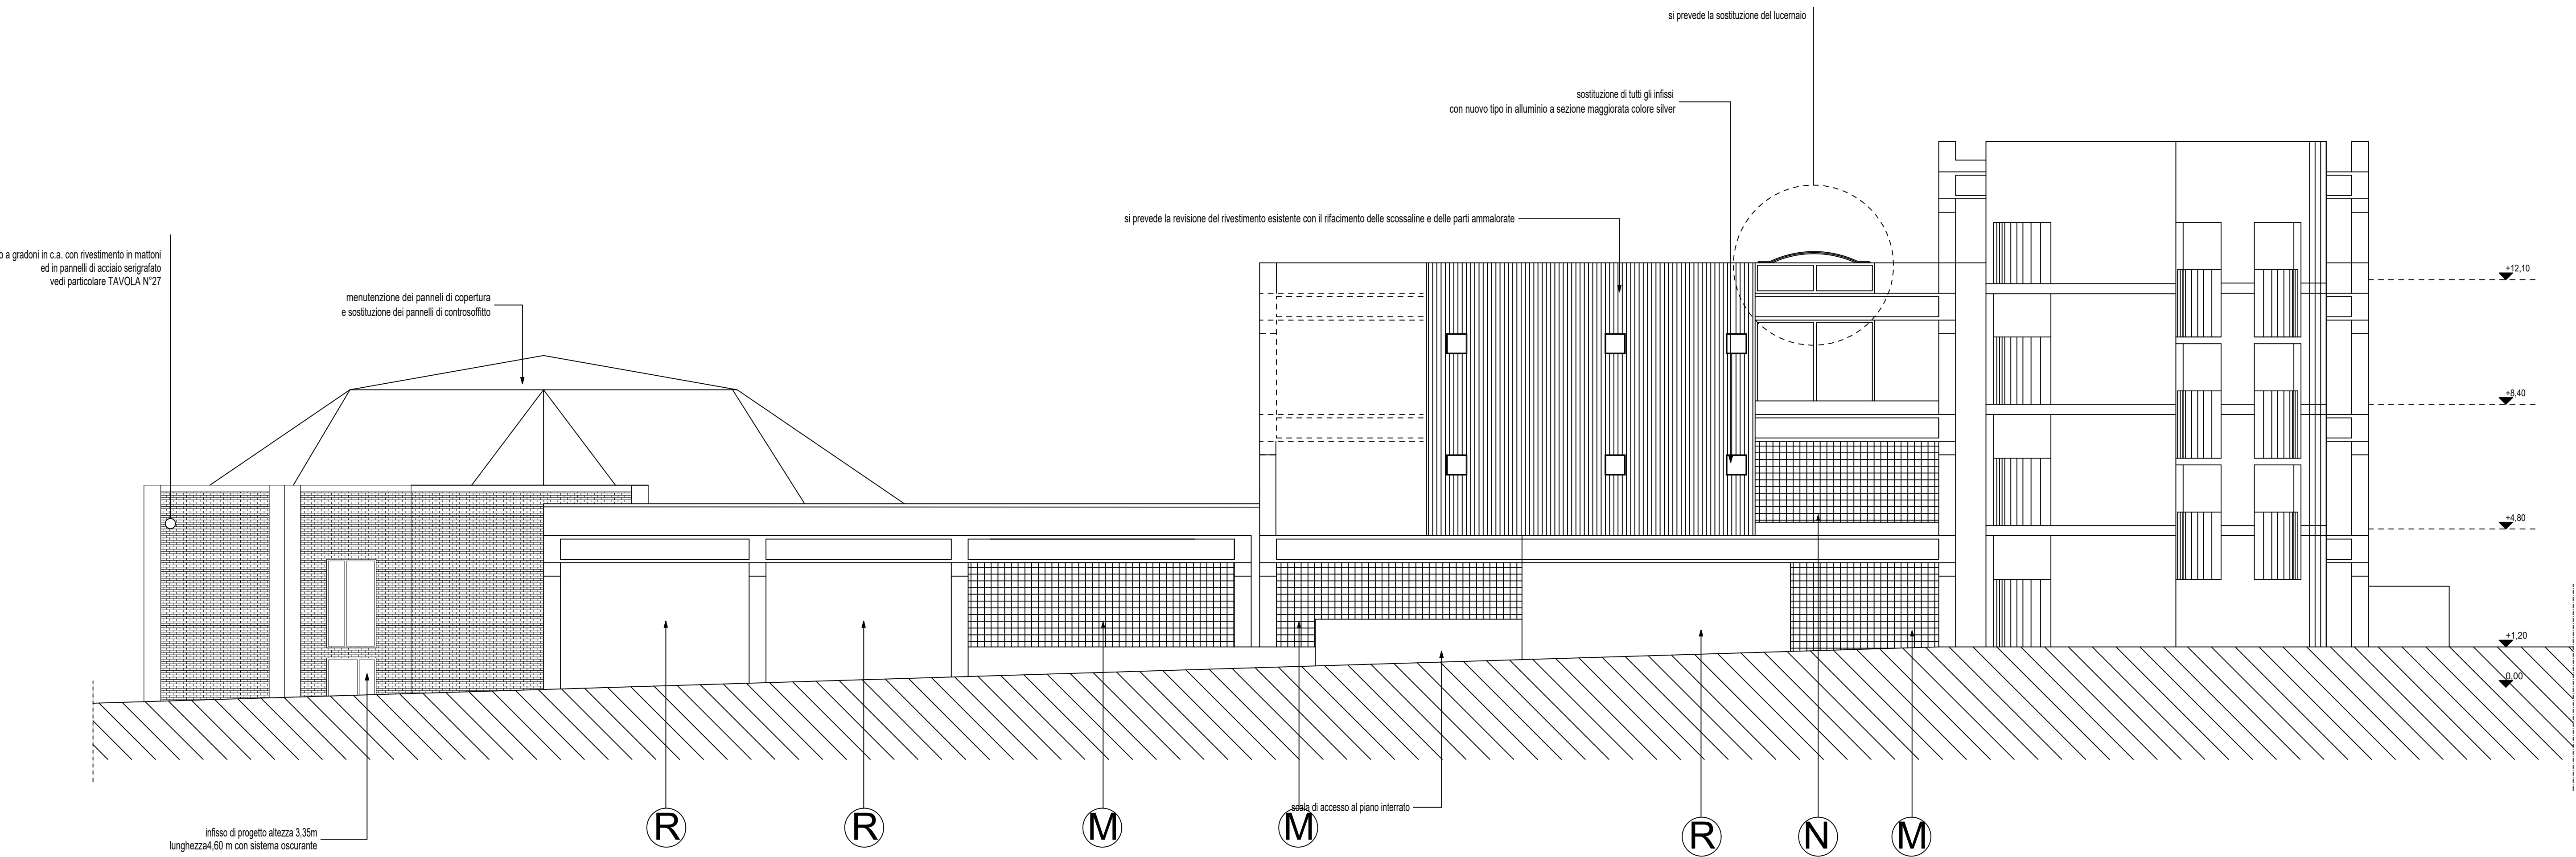 si prevede la sostituzione del lucernaio
sostituzione di tutti gli infissi
con nuovo tipo in alluminio a sezione maggiorata colore silver
si prevede la revisione del rivestimento esistente con il rifacimento delle scossaline e delle parti ammalorate
o a gradoni in c.a. con rivestimento in mattoni
ed in pannelli di acciaio serigrafato
vedi particolare TAVOLA N°27
menutenzione dei panneli di copertura
e sostituzione dei pannelli di controsoffitto
+12,10
+8,40
+4,80
+1,20
0,00
scala di accesso al piano interrato
infisso di progetto altezza 3,35m
lunghezza4,60 m con sistema oscurante
R
R
M
M
R
N
M